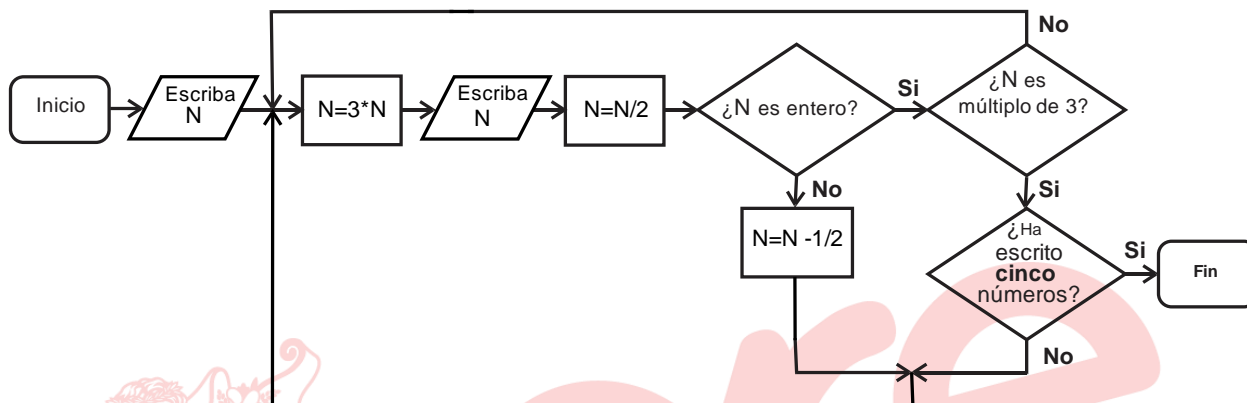 Inicio
Escriba
N
N=3*N
Escriba
N
N=N/2
¿N es entero?
Si
No
¿N es
múltiplo de 3?
No
Si
N=N -1/2
¿Ha
escrito
cinco
números?
Si
Fin
No